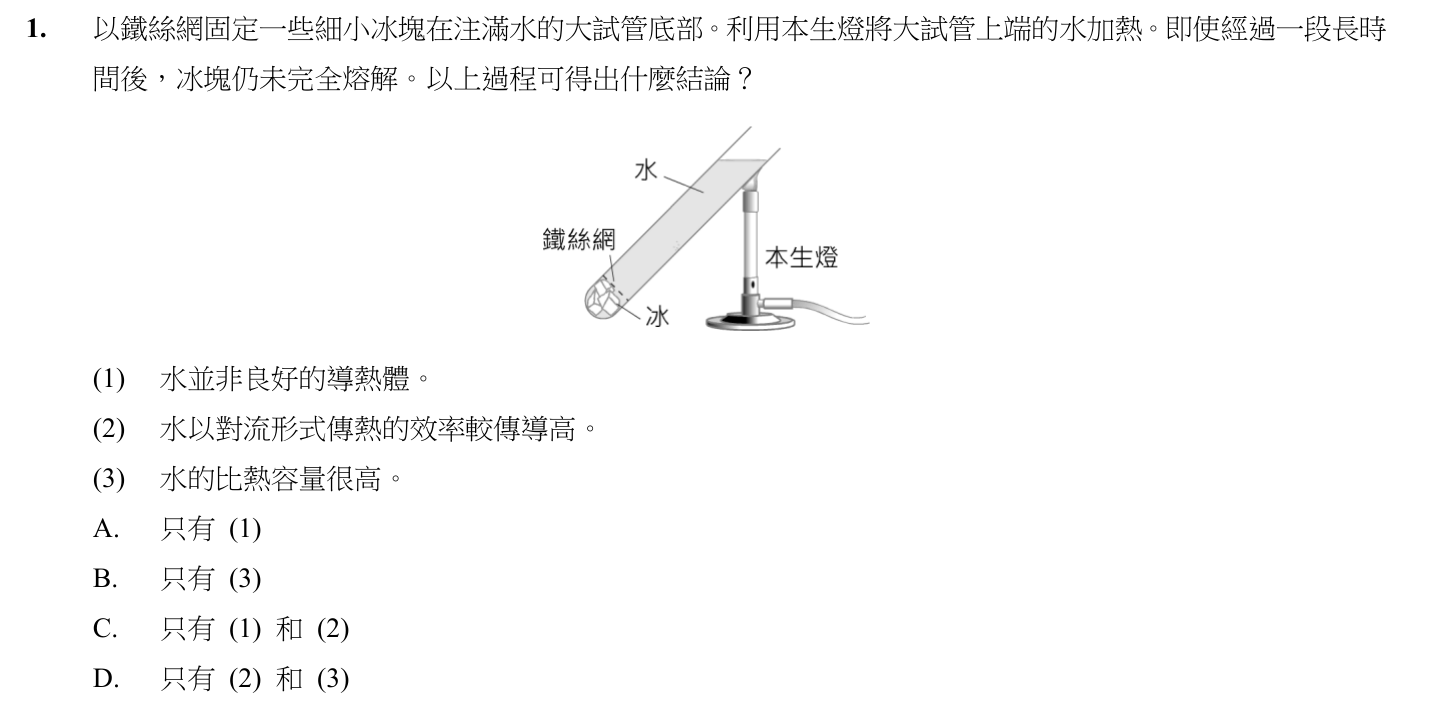 1. 以鐵絲網固定一些細小冰塊在注滿水的大試管底部。利用本生燈將大試管上端的水加熱。即使經過一段長時
間後，冰塊仍未完全熔解。以上過程可得出什麼結論？
水
鐵絲網
本生燈
冰
(1) 水並非良好的導熱體。
(2) 水以對流形式傳熱的效率較傳導高。
(3) 水的比熱容量很高。
A. 只有 (1)
B. 只有 (3)
C. 只有 (1) 和 (2)
D. 只有 (2) 和 (3)